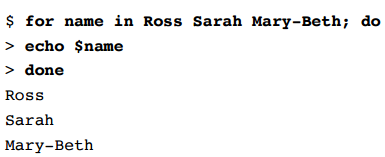 $ for name in Ross Sarah Mary-Beth; do
> echo $name
> done
Ross
Sarah
Mary-Beth